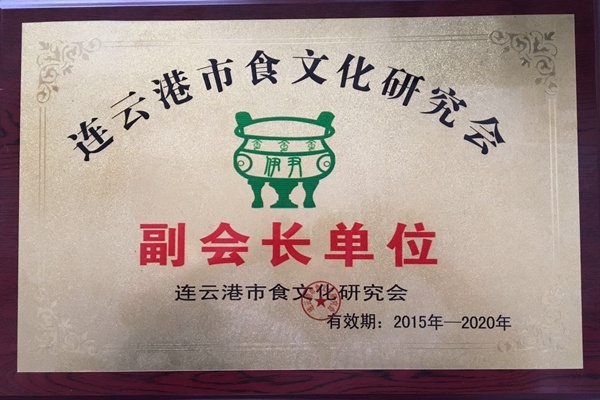 连云港市食文化研究会
伊尹
副会长单位
连云港市食文化研究会
有效期：2015年—2020年